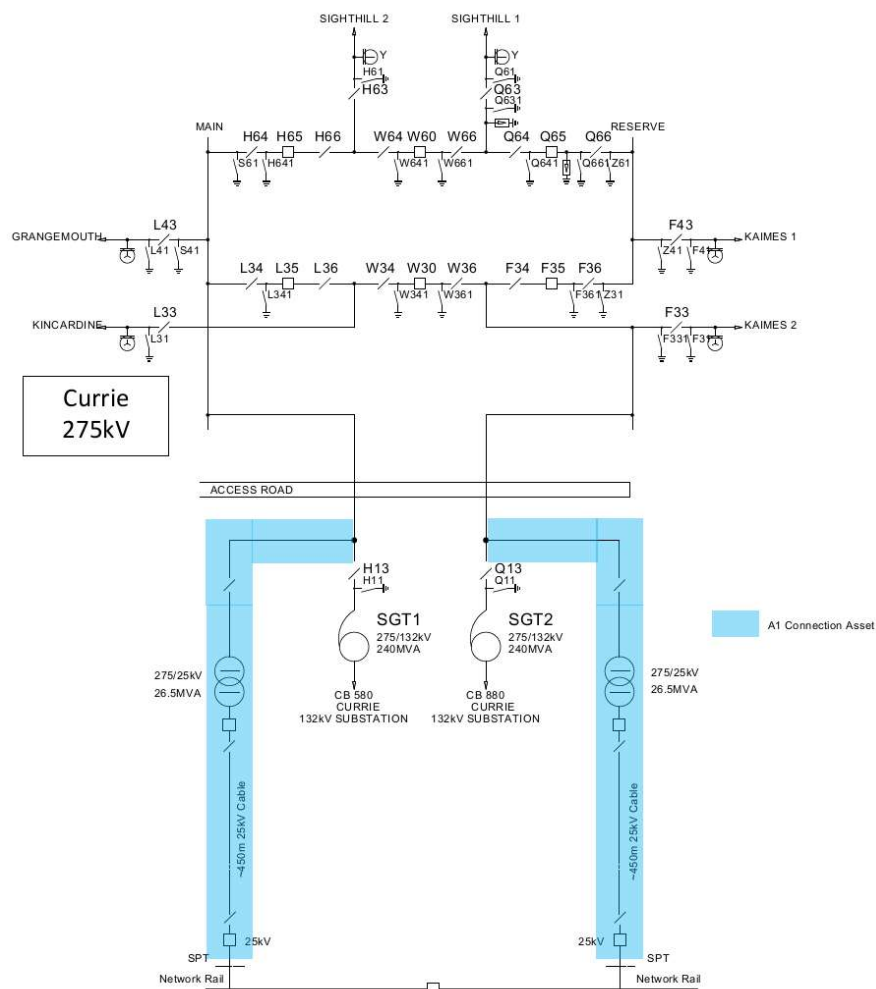 SIGHTHILL 2
SIGHTHILL 1
Y
Y
H61
H63
Q61
Q63
Q631
MAIN
RESERVE
H64
H65
H66
W64
W60
W66
Q64
Q65
Q66
S61
H641
W641
W661
Q641
Q661
Z61
GRANGEMOUTH
L43
L41
S41
F43
Z41
F41
KAIMES 1
L34
L35
L36
W34
W30
W36
F34
F35
F36
L341
W341
W361
F361
Z31
KINCARDINE
L33
L31
F33
F331
F31
KAIMES 2
Currie
275kV
ACCESS ROAD
H13
H11
Q13
Q11
SGT1
275/132kV
240MVA
SGT2
275/132kV
240MVA
A1 Connection Asset
275/25kV
26.5MVA
275/25kV
26.5MVA
CB 580
CURRIE
132kV SUBSTATION
CB 880
CURRIE
132kV SUBSTATION
~450m 25kV Cable
~450m 25kV Cable
25kV
25kV
SPT
Network Rail
SPT
Network Rail